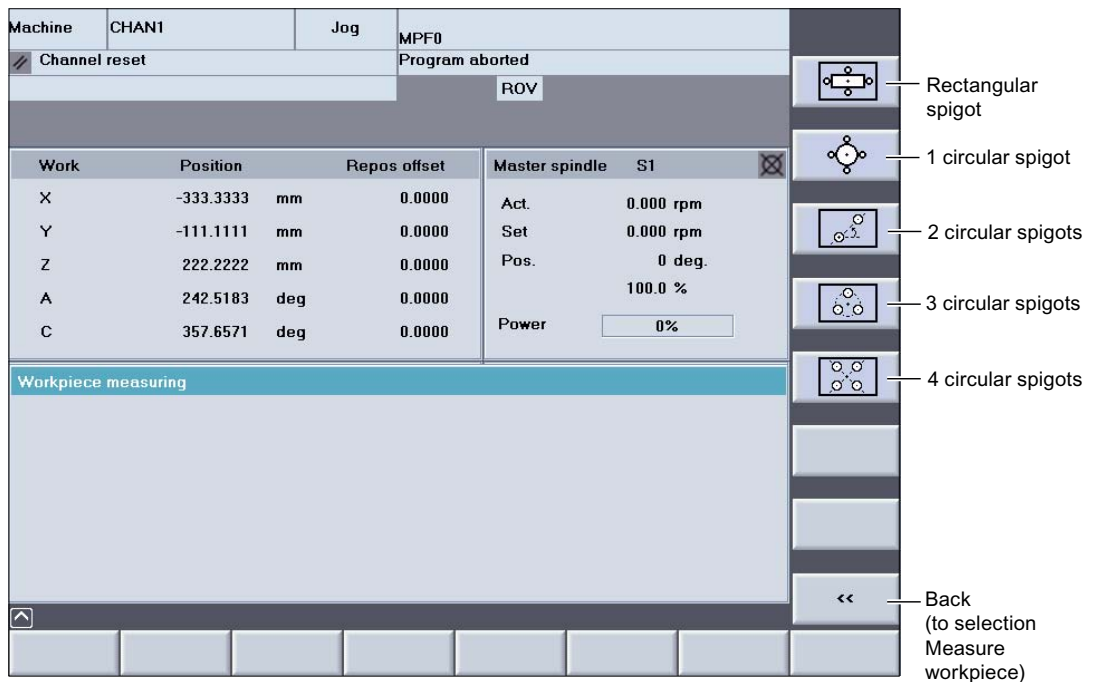 Machine CHAN1 Jog MPF0
Channel reset Program aborted
ROV
Work Position Repos offset
X -333.3333 mm 0.0000
Y -111.1111 mm 0.0000
Z 222.2222 mm 0.0000
A 242.5183 deg 0.0000
C 357.6571 deg 0.0000
Master spindle S1
Act. 0.000 rpm
Set 0.000 rpm
Pos. 0 deg.
100.0 %
Power 0%
Workpiece measuring
<<
Rectangular
spigot
1 circular spigot
2 circular spigots
3 circular spigots
4 circular spigots
Back
(to selection
Measure
workpiece)